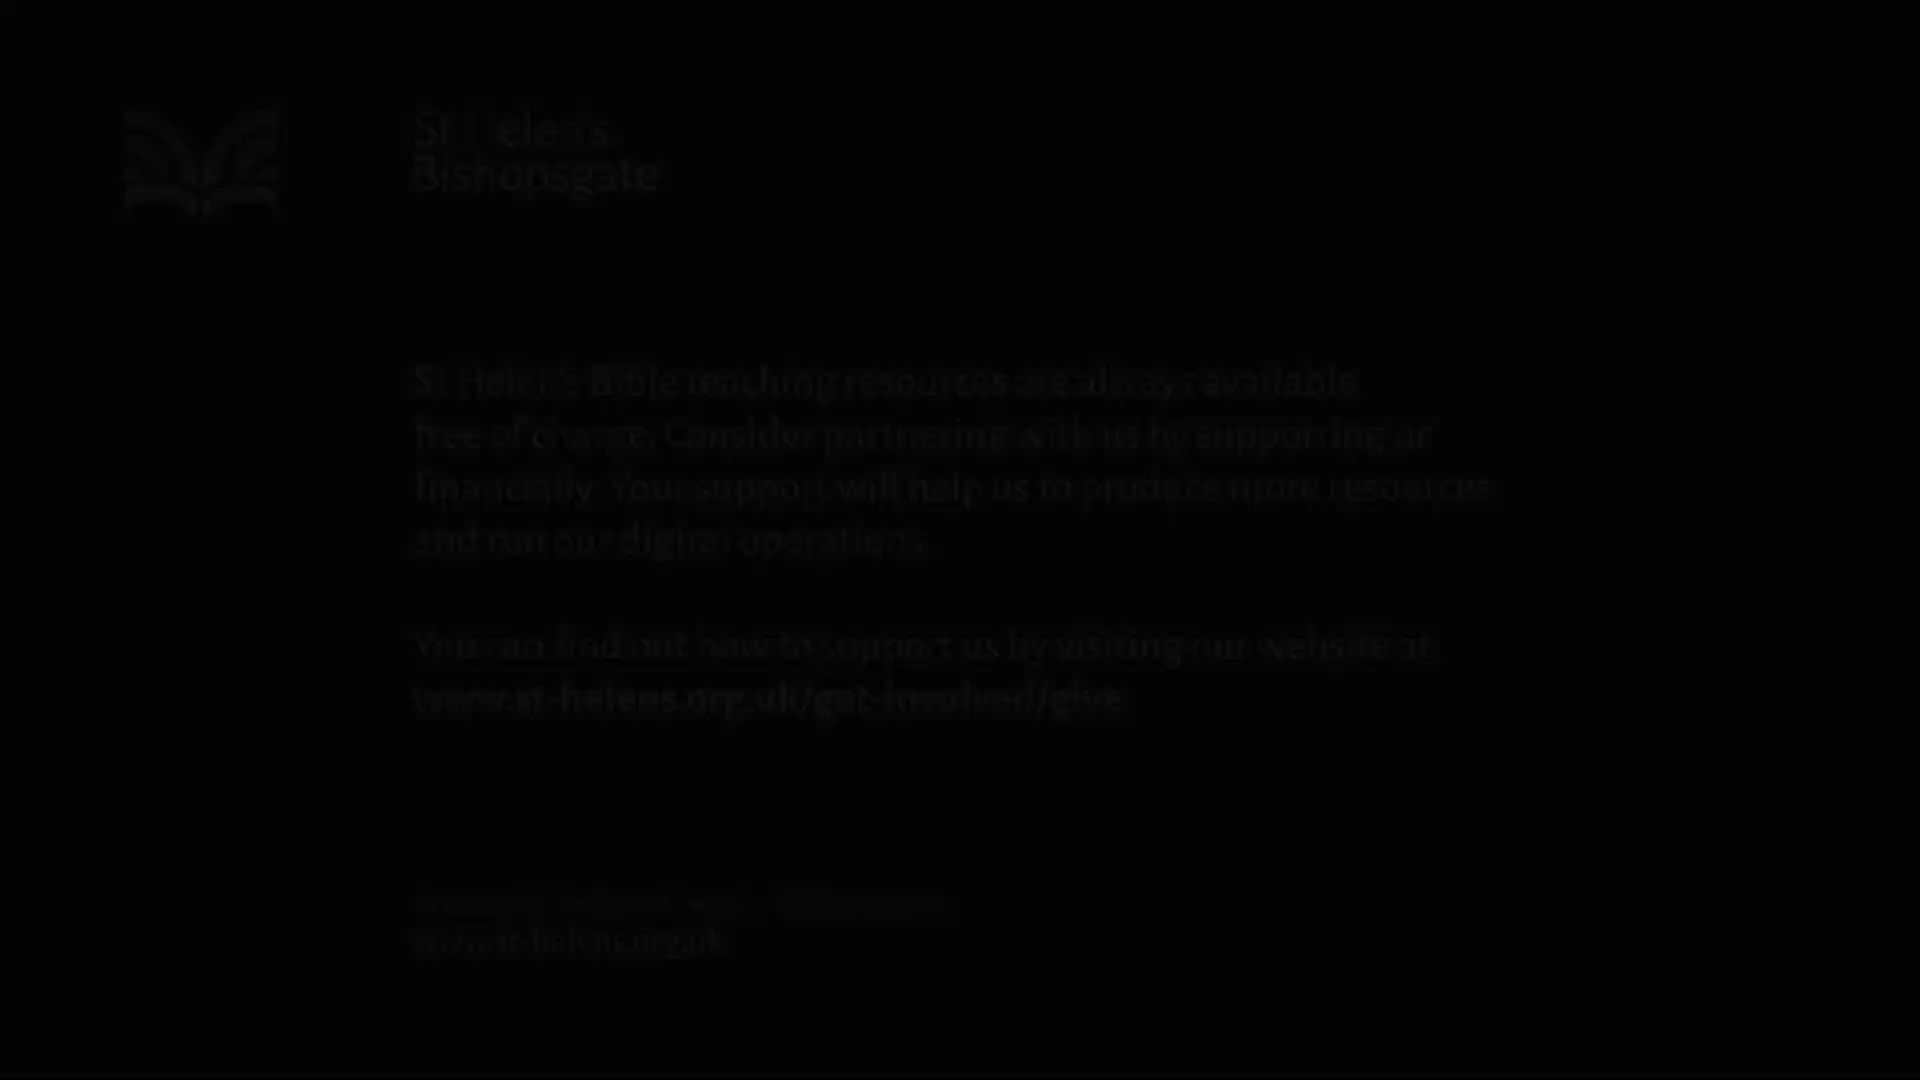 St Helen's
Bishopsgate
St Helen's Bible teaching resources are always available
free of charge. Consider partnering with us by supporting us
financially. Your support will help us to produce more resources
and run our digital operations.
You can find out how to support us by visiting our website at
www.st-helens.org.uk/get-involved/give
www.st-helens.org.uk